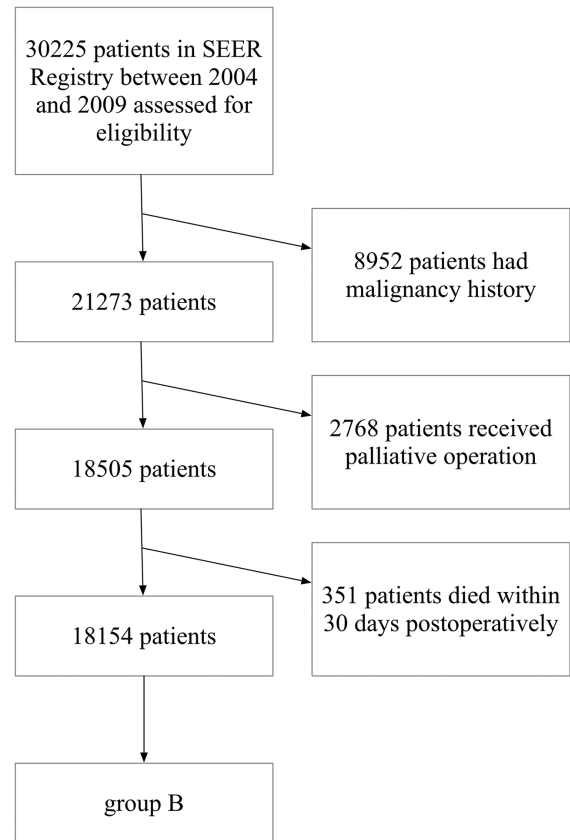 30225 patients in SEER
Registry between 2004
and 2009 assessed for
eligibility
8952 patients had
malignancy history
21273 patients
2768 patients received
palliative operation
18505 patients
351 patients died within
30 days postoperatively
18154 patients
group B